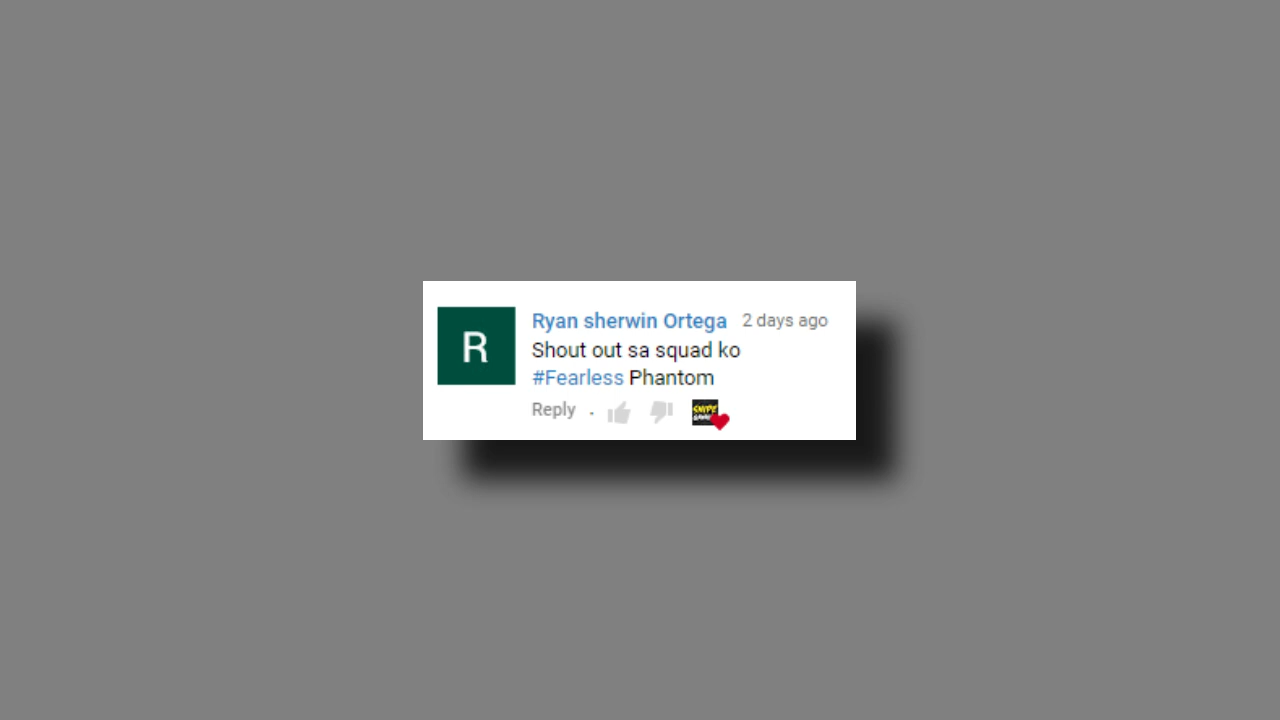 R
Ryan sherwin Ortega 2 days ago
Shout out sa squad ko
#Fearless Phantom
Reply